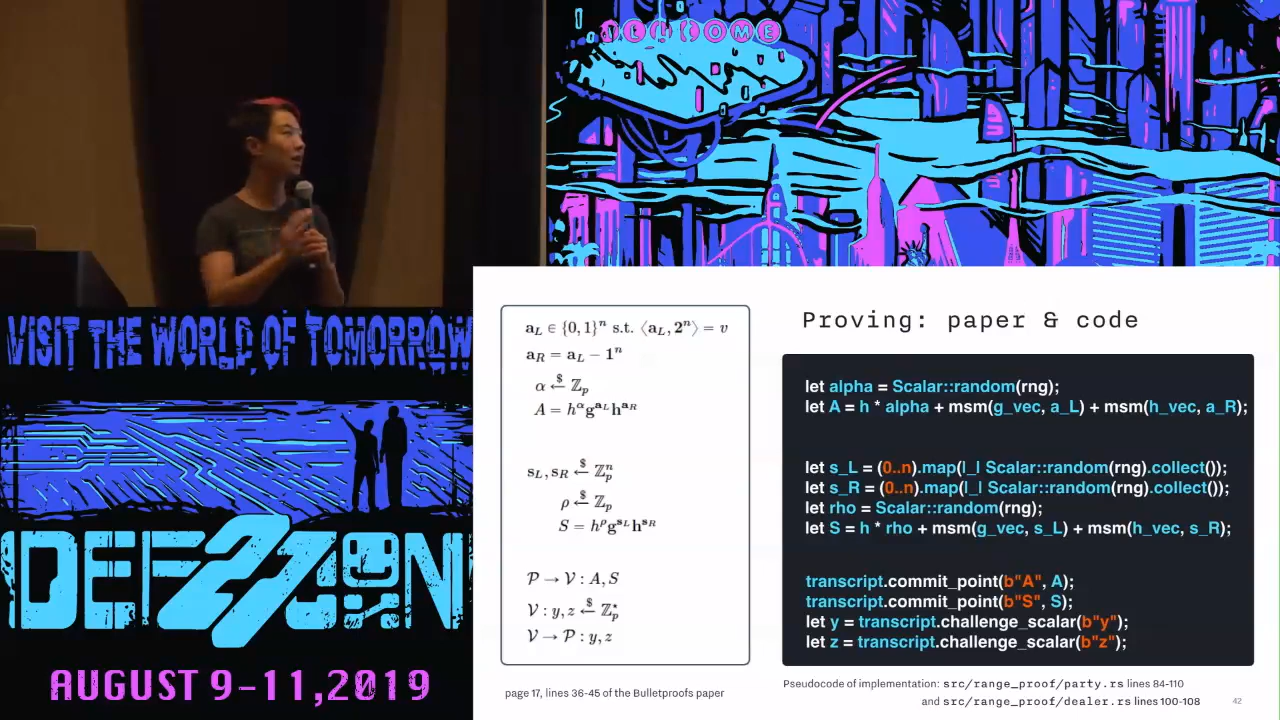 WELCOME
VISIT THE WORLD OF TOMORROW
DEFCON
27
AUGUST 9-11,2019
Proving: paper & code
𝐚_L ∈ {0, 1}^n s.t. ⟨𝐚_L, 𝟐^n⟩ = v
𝐚_R = 𝐚_L − 𝟏^n
α ←$ ℤ_p
A = h^α 𝐠^{𝐚_L} 𝐡^{𝐚_R}
𝐬_L, 𝐬_R ←$ ℤ_p^n
ρ ←$ ℤ_p
S = h^ρ 𝐠^{𝐬_L} 𝐡^{𝐬_R}
𝒫 → 𝒱 : A, S
𝒱 : y, z ←$ ℤ_p^⋆
𝒱 → 𝒫 : y, z
page 17, lines 36-45 of the Bulletproofs paper
let alpha = Scalar::random(rng);
let A = h * alpha + msm(g_vec, a_L) + msm(h_vec, a_R);
let s_L = (0..n).map(|_| Scalar::random(rng).collect());
let s_R = (0..n).map(|_| Scalar::random(rng).collect());
let rho = Scalar::random(rng);
let S = h * rho + msm(g_vec, s_L) + msm(h_vec, s_R);
transcript.commit_point(b"A", A);
transcript.commit_point(b"S", S);
let y = transcript.challenge_scalar(b"y");
let z = transcript.challenge_scalar(b"z");
Pseudocode of implementation: src/range_proof/party.rs lines 84-110
and src/range_proof/dealer.rs lines 100-108
42